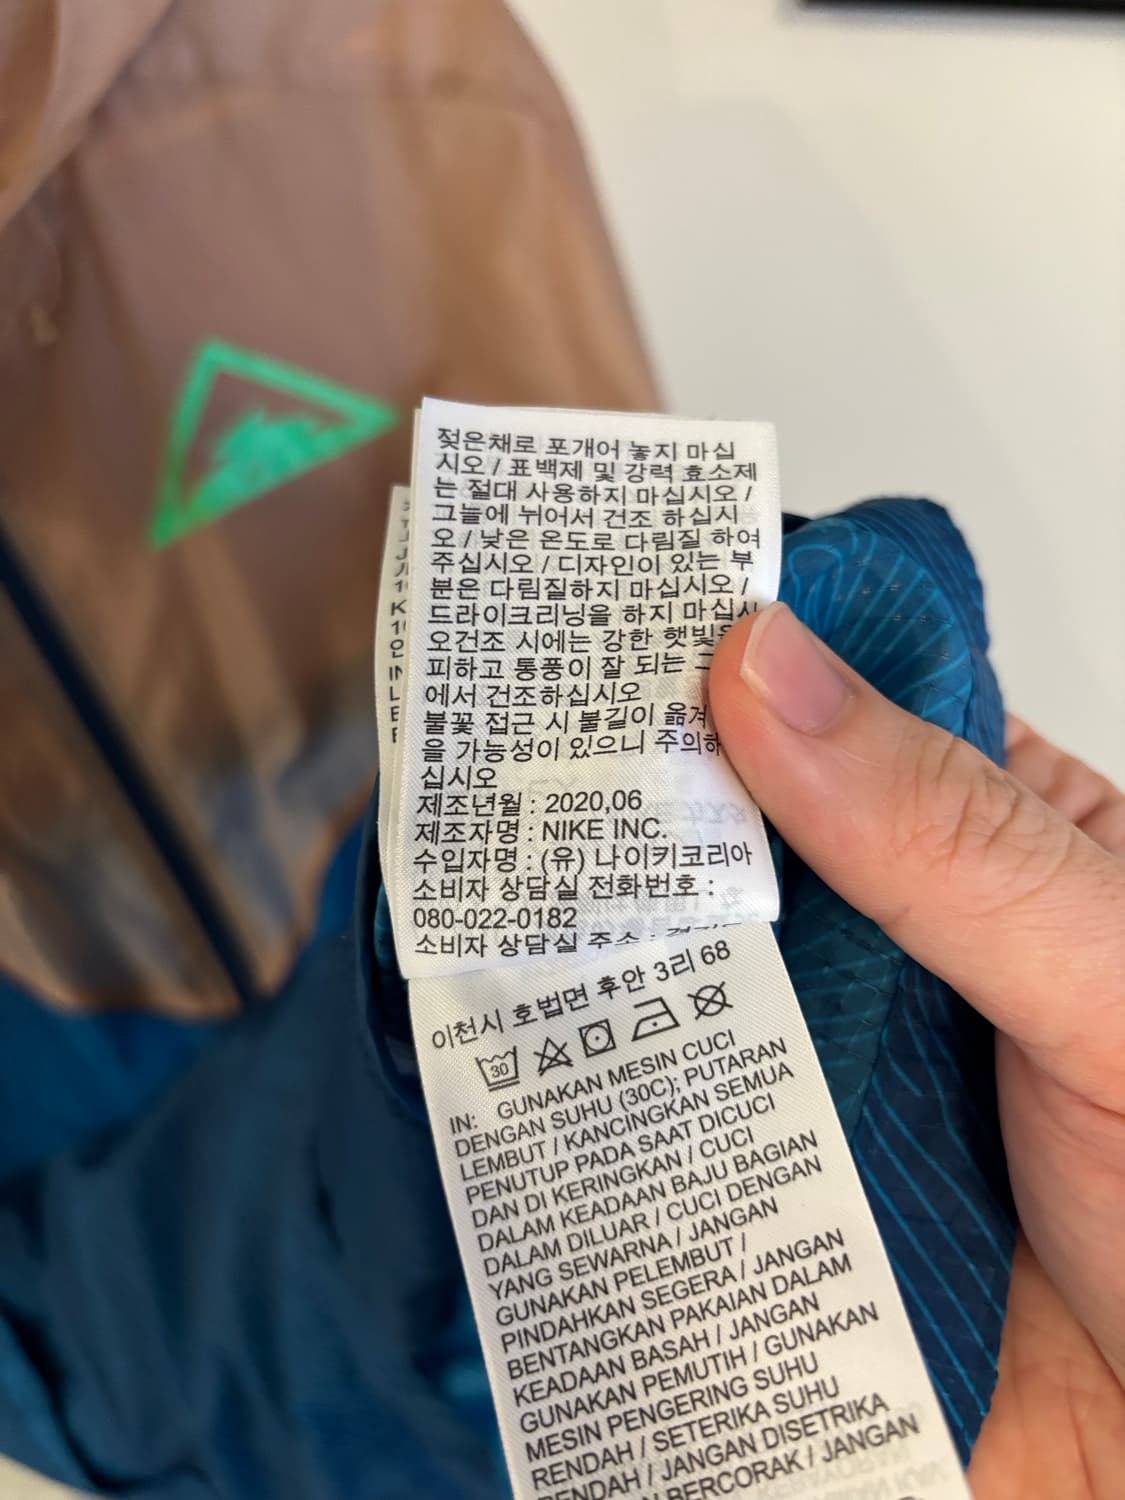 젖은채로 포개어 놓지 마십
시오 / 표백제 및 강력 효소제
는 절대 사용하지 마십시오 /
그늘에 뉘어서 건조 하십시
오 / 낮은 온도로 다림질 하여
주십시오 / 디자인이 있는 부
분은 다림질하지 마십시오 /
드라이크리닝을 하지 마십시
오건조 시에는 강한 햇빛을
피하고 통풍이 잘 되는
에서 건조하십시오
불꽃 접근 시 불길이 옮겨
을 가능성이 있으니 주의하
십시오
제조년월 : 2020,06
제조자명 : NIKE INC.
수입자명 : (유) 나이키코리아
소비자 상담실 전화번호 :
080-022-0182
소비자 상담실 주소 :
이천시 호법면 후안 3리 68
30
IN: GUNAKAN MESIN CUCI
DENGAN SUHU (30C); PUTARAN
LEMBUT / KANCINGKAN SEMUA
PENUTUP PADA SAAT DICUCI
DAN DI KERINGKAN / CUCI
DALAM KEADAAN BAJU BAGIAN
DALAM DILUAR / CUCI DENGAN
YANG SEWARNA / JANGAN
GUNAKAN PELEMBUT /
PINDAHKAN SEGERA / JANGAN
BENTANGKAN PAKAIAN DALAM
KEADAAN BASAH / JANGAN
GUNAKAN PEMUTIH / GUNAKAN
MESIN PENGERING SUHU
RENDAH / SETERIKA SUHU
RENDAH / JANGAN DISETRIKA
BERCORAK / JANGAN